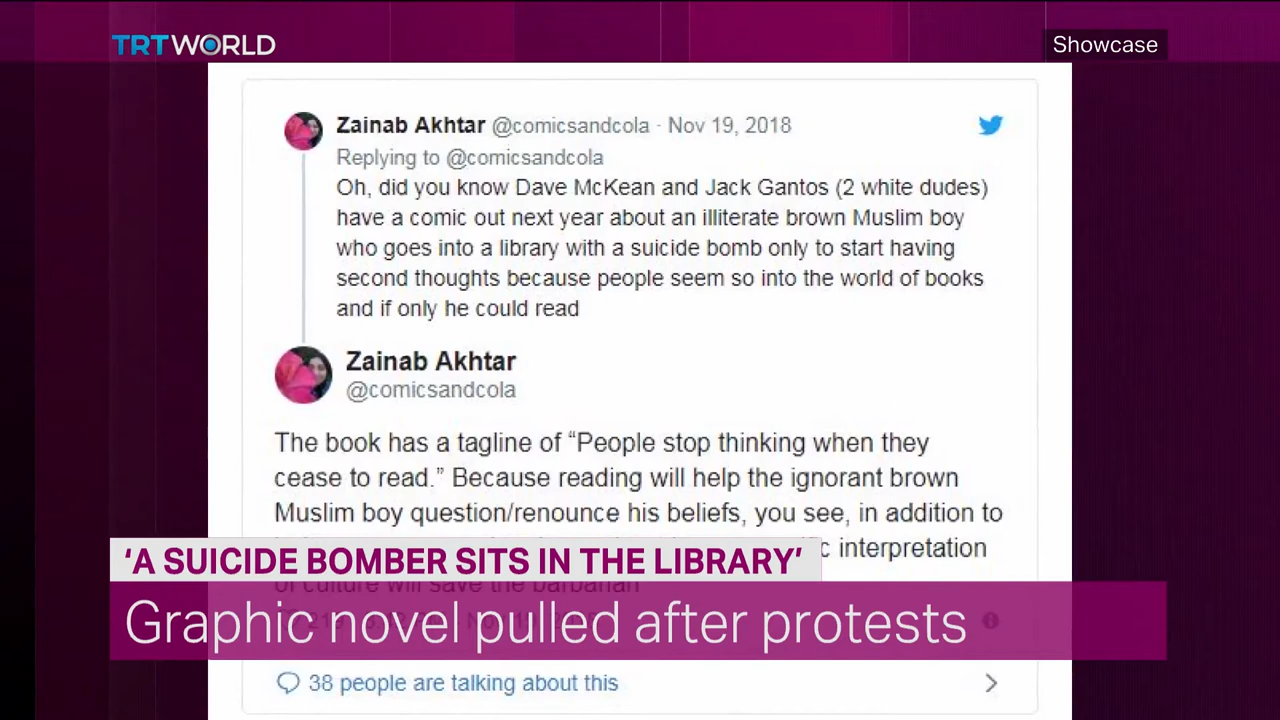 TRT WORLD
Showcase
Zainab Akhtar @comicsandcola · Nov 19, 2018
Replying to @comicsandcola
Oh, did you know Dave McKean and Jack Gantos (2 white dudes)
have a comic out next year about an illiterate brown Muslim boy
who goes into a library with a suicide bomb only to start having
second thoughts because people seem so into the world of books
and if only he could read
Zainab Akhtar
@comicsandcola
The book has a tagline of “People stop thinking when they
cease to read.” Because reading will help the ignorant brown
Muslim boy question/renounce his beliefs, you see, in addition to
interpretation
of culture will save the barbarian
‘A SUICIDE BOMBER SITS IN THE LIBRARY’
Graphic novel pulled after protests
38 people are talking about this